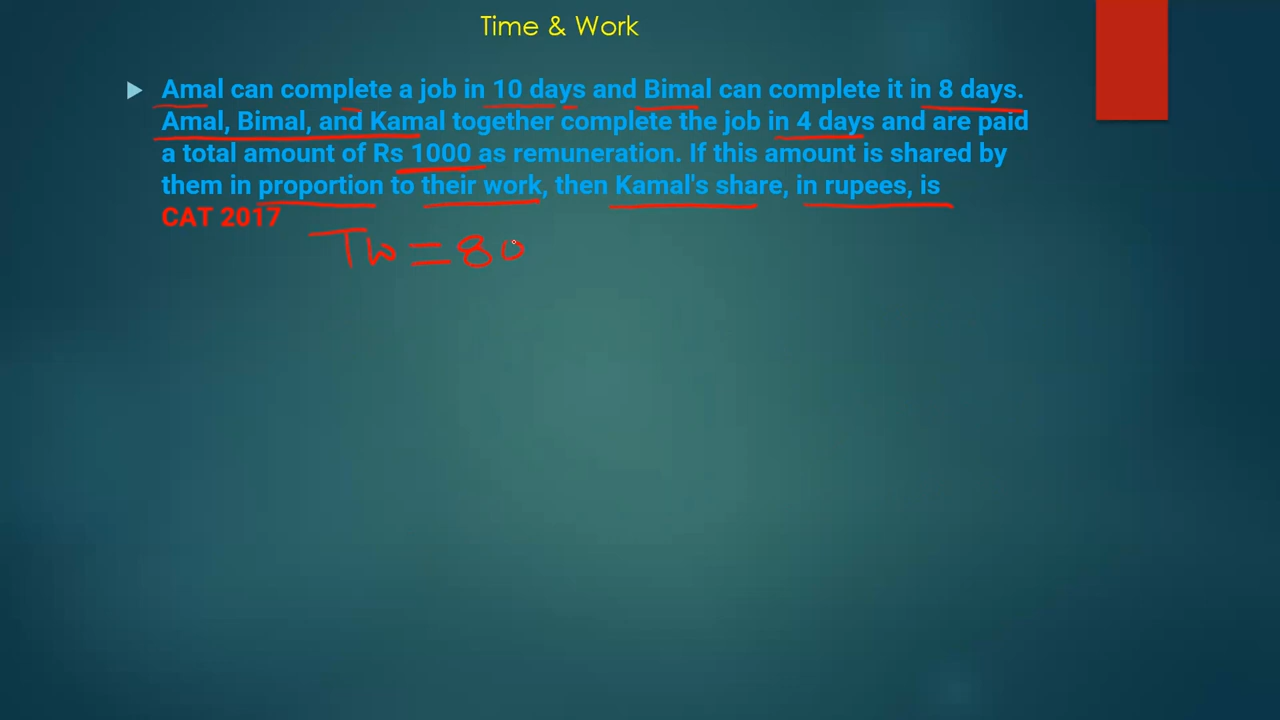 Time & Work
Amal can complete a job in 10 days and Bimal can complete it in 8 days.
Amal, Bimal, and Kamal together complete the job in 4 days and are paid
a total amount of Rs 1000 as remuneration. If this amount is shared by
them in proportion to their work, then Kamal's share, in rupees, is
CAT 2017
TW = 80